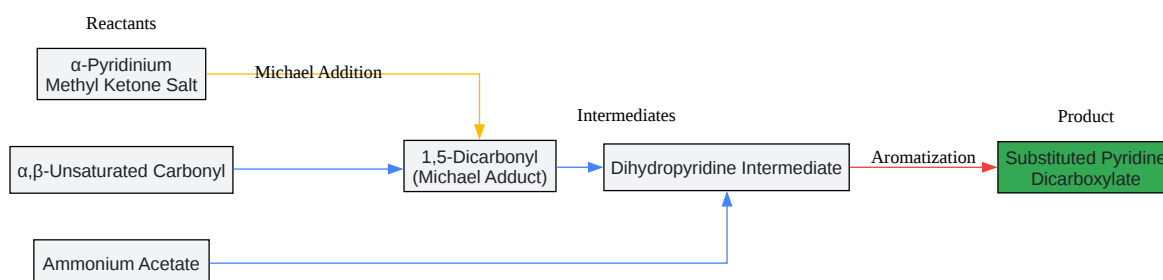 Reactants
α-Pyridinium
Methyl Ketone Salt
Michael Addition
Intermediates
Product
α,β-Unsaturated Carbonyl
1,5-Dicarbonyl
(Michael Adduct)
Dihydropyridine Intermediate
Aromatization
Substituted Pyridine
Dicarboxylate
Ammonium Acetate